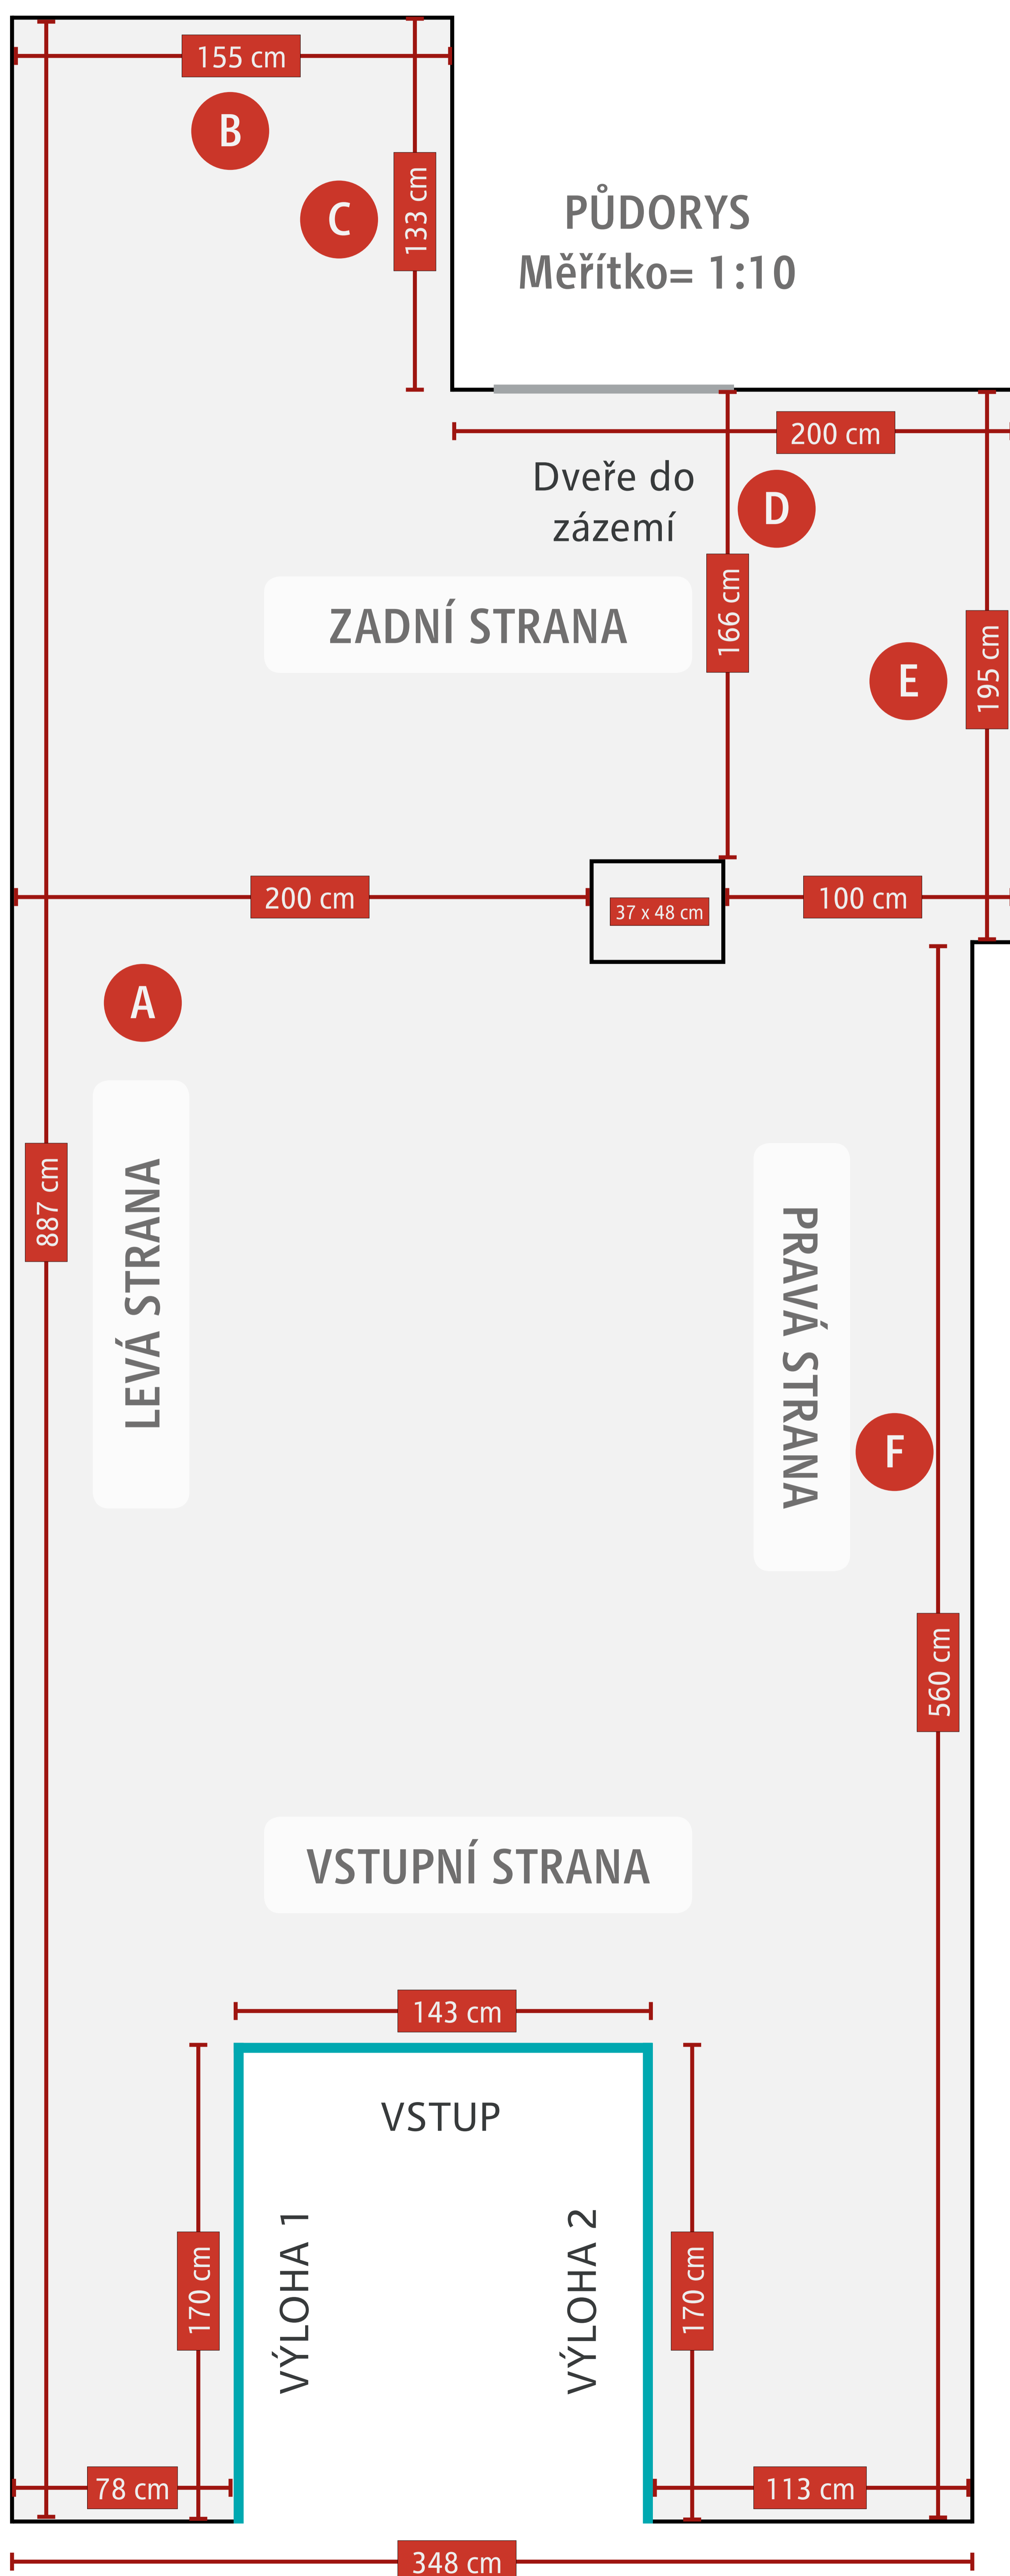 155 cm
B
C
133 cm
PŮDORYS
Měřítko= 1:10
200 cm
Dveře do
zázemí
D
166 cm
ZADNÍ STRANA
195 cm
E
200 cm
37 x 48 cm
100 cm
A
887 cm
LEVÁ STRANA
PRAVÁ STRANA
F
560 cm
VSTUPNÍ STRANA
143 cm
VSTUP
170 cm
VÝLOHA 1
VÝLOHA 2
170 cm
78 cm
113 cm
348 cm